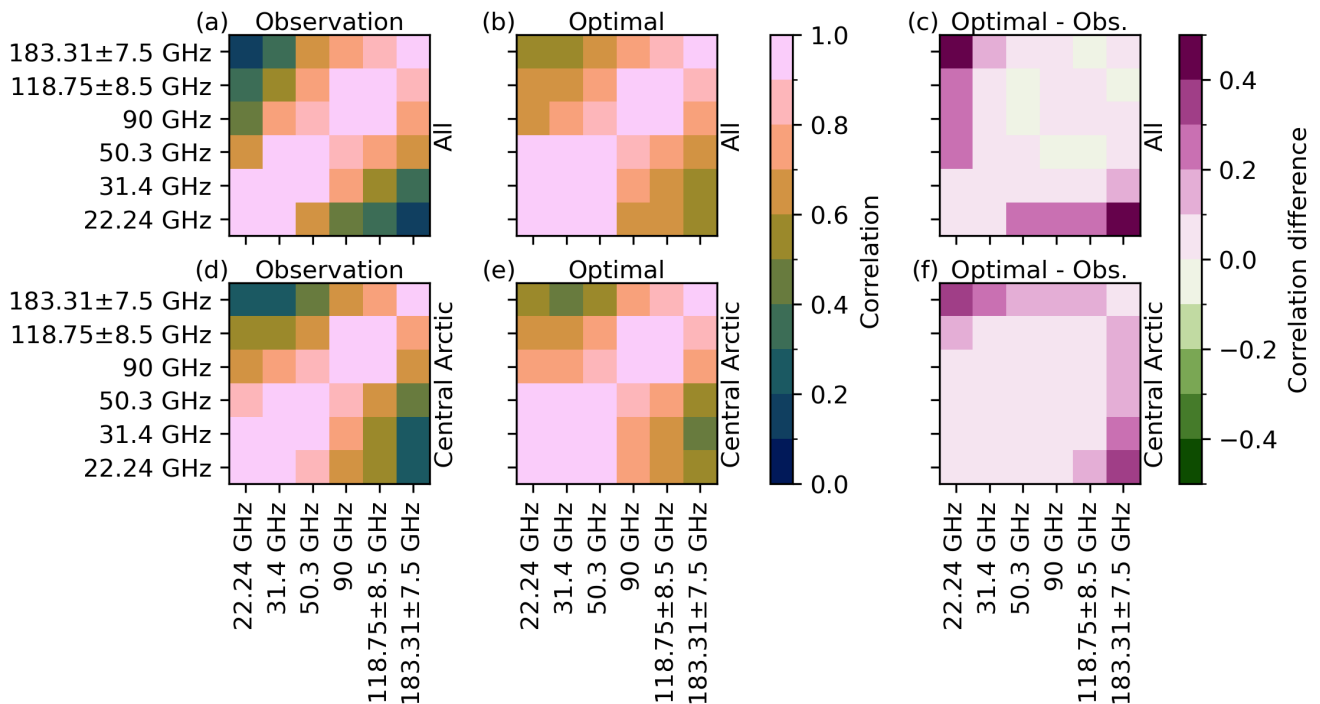 (a) Observation
(b) Optimal
(c) Optimal - Obs.
183.31±7.5 GHz
118.75±8.5 GHz
90 GHz
50.3 GHz
31.4 GHz
22.24 GHz
All
All
All
(d) Observation
(e) Optimal
(f) Optimal - Obs.
183.31±7.5 GHz
118.75±8.5 GHz
90 GHz
50.3 GHz
31.4 GHz
22.24 GHz
Central Arctic
Central Arctic
Central Arctic
1.0
0.8
0.6
0.4
0.2
0.0
Correlation
0.4
0.2
0.0
−0.2
−0.4
Correlation difference
22.24 GHz
31.4 GHz
50.3 GHz
90 GHz
118.75±8.5 GHz
183.31±7.5 GHz
22.24 GHz
31.4 GHz
50.3 GHz
90 GHz
118.75±8.5 GHz
183.31±7.5 GHz
22.24 GHz
31.4 GHz
50.3 GHz
90 GHz
118.75±8.5 GHz
183.31±7.5 GHz